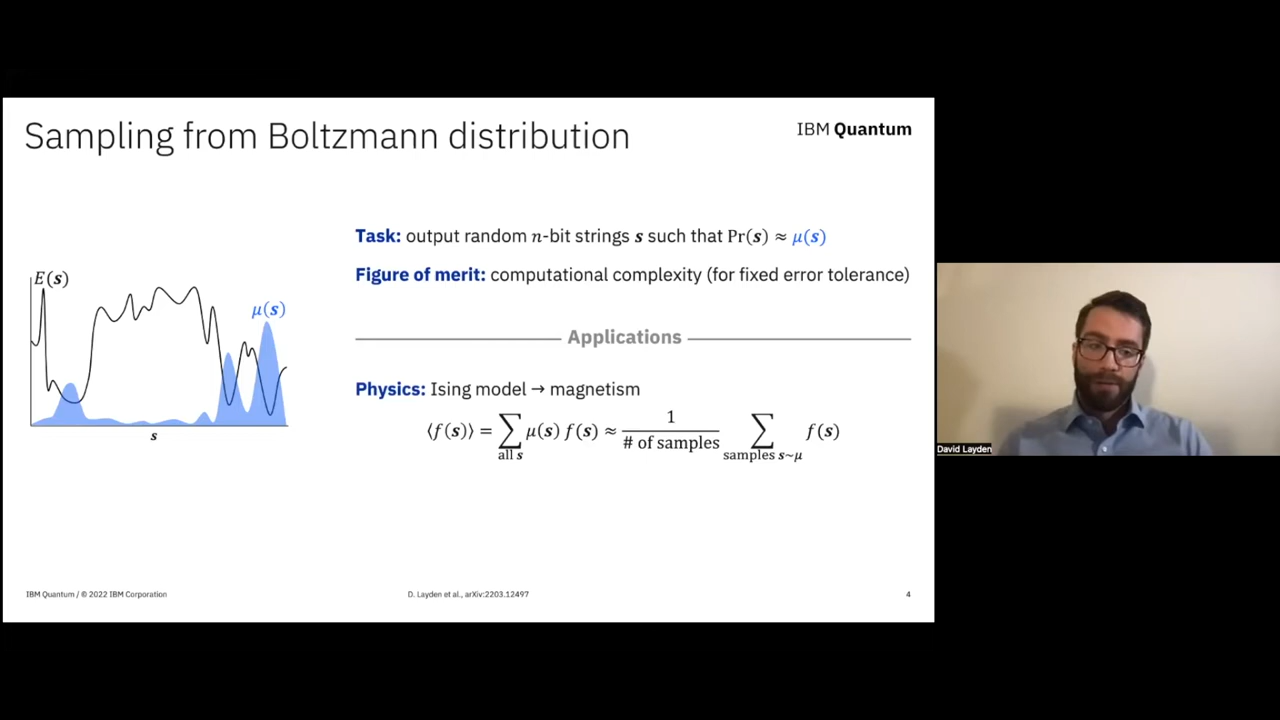 Sampling from Boltzmann distribution
IBM Quantum
Task: output random n-bit strings s such that Pr(s) ≈ μ(s)
Figure of merit: computational complexity (for fixed error tolerance)
E(s)
μ(s)
s
Applications
Physics: Ising model → magnetism
⟨f(s)⟩ = ∑ μ(s) f(s) ≈ 1 / # of samples ∑ f(s)
all s
samples s~μ
David Layden
IBM Quantum / © 2022 IBM Corporation
D. Layden et al., arXiv:2203.12497
4